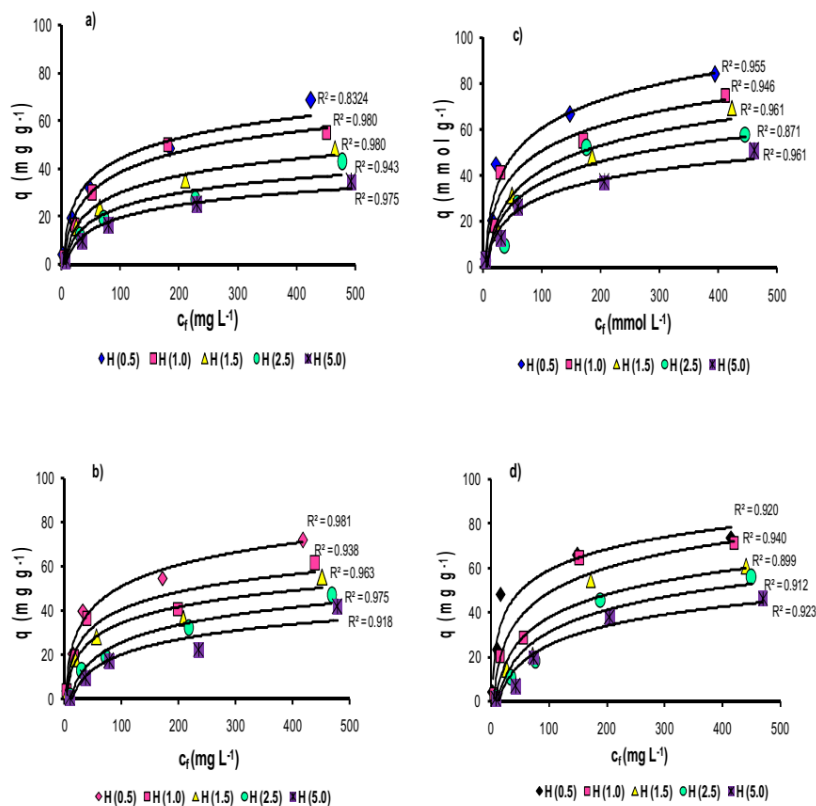 a)
100
80
60
40
20
0
q (mg g-1)
R² = 0.8324
R² = 0.980
R² = 0.980
R² = 0.943
R² = 0.975
0 100 200 300 400 500
cf (mg L-1)
H (0.5) H (1.0) H (1.5) H (2.5) H (5.0)
c)
100
80
60
40
20
0
q (mmol g-1)
R² = 0.955
R² = 0.946
R² = 0.961
R² = 0.871
R² = 0.961
0 100 200 300 400 500
cf (mmol L-1)
H (0.5) H (1.0) H (1.5) H (2.5) H (5.0)
b)
100
80
60
40
20
0
q (mg g-1)
R² = 0.981
R² = 0.938
R² = 0.963
R² = 0.975
R² = 0.918
0 100 200 300 400 500
cf (mg L-1)
H (0.5) H (1.0) H (1.5) H (2.5) H (5.0)
d)
100
80
60
40
20
0
q (mg g-1)
R² = 0.920
R² = 0.940
R² = 0.899
R² = 0.912
R² = 0.923
0 100 200 300 400 500
cf (mg L-1)
H (0.5) H (1.0) H (1.5) H (2.5) H (5.0)